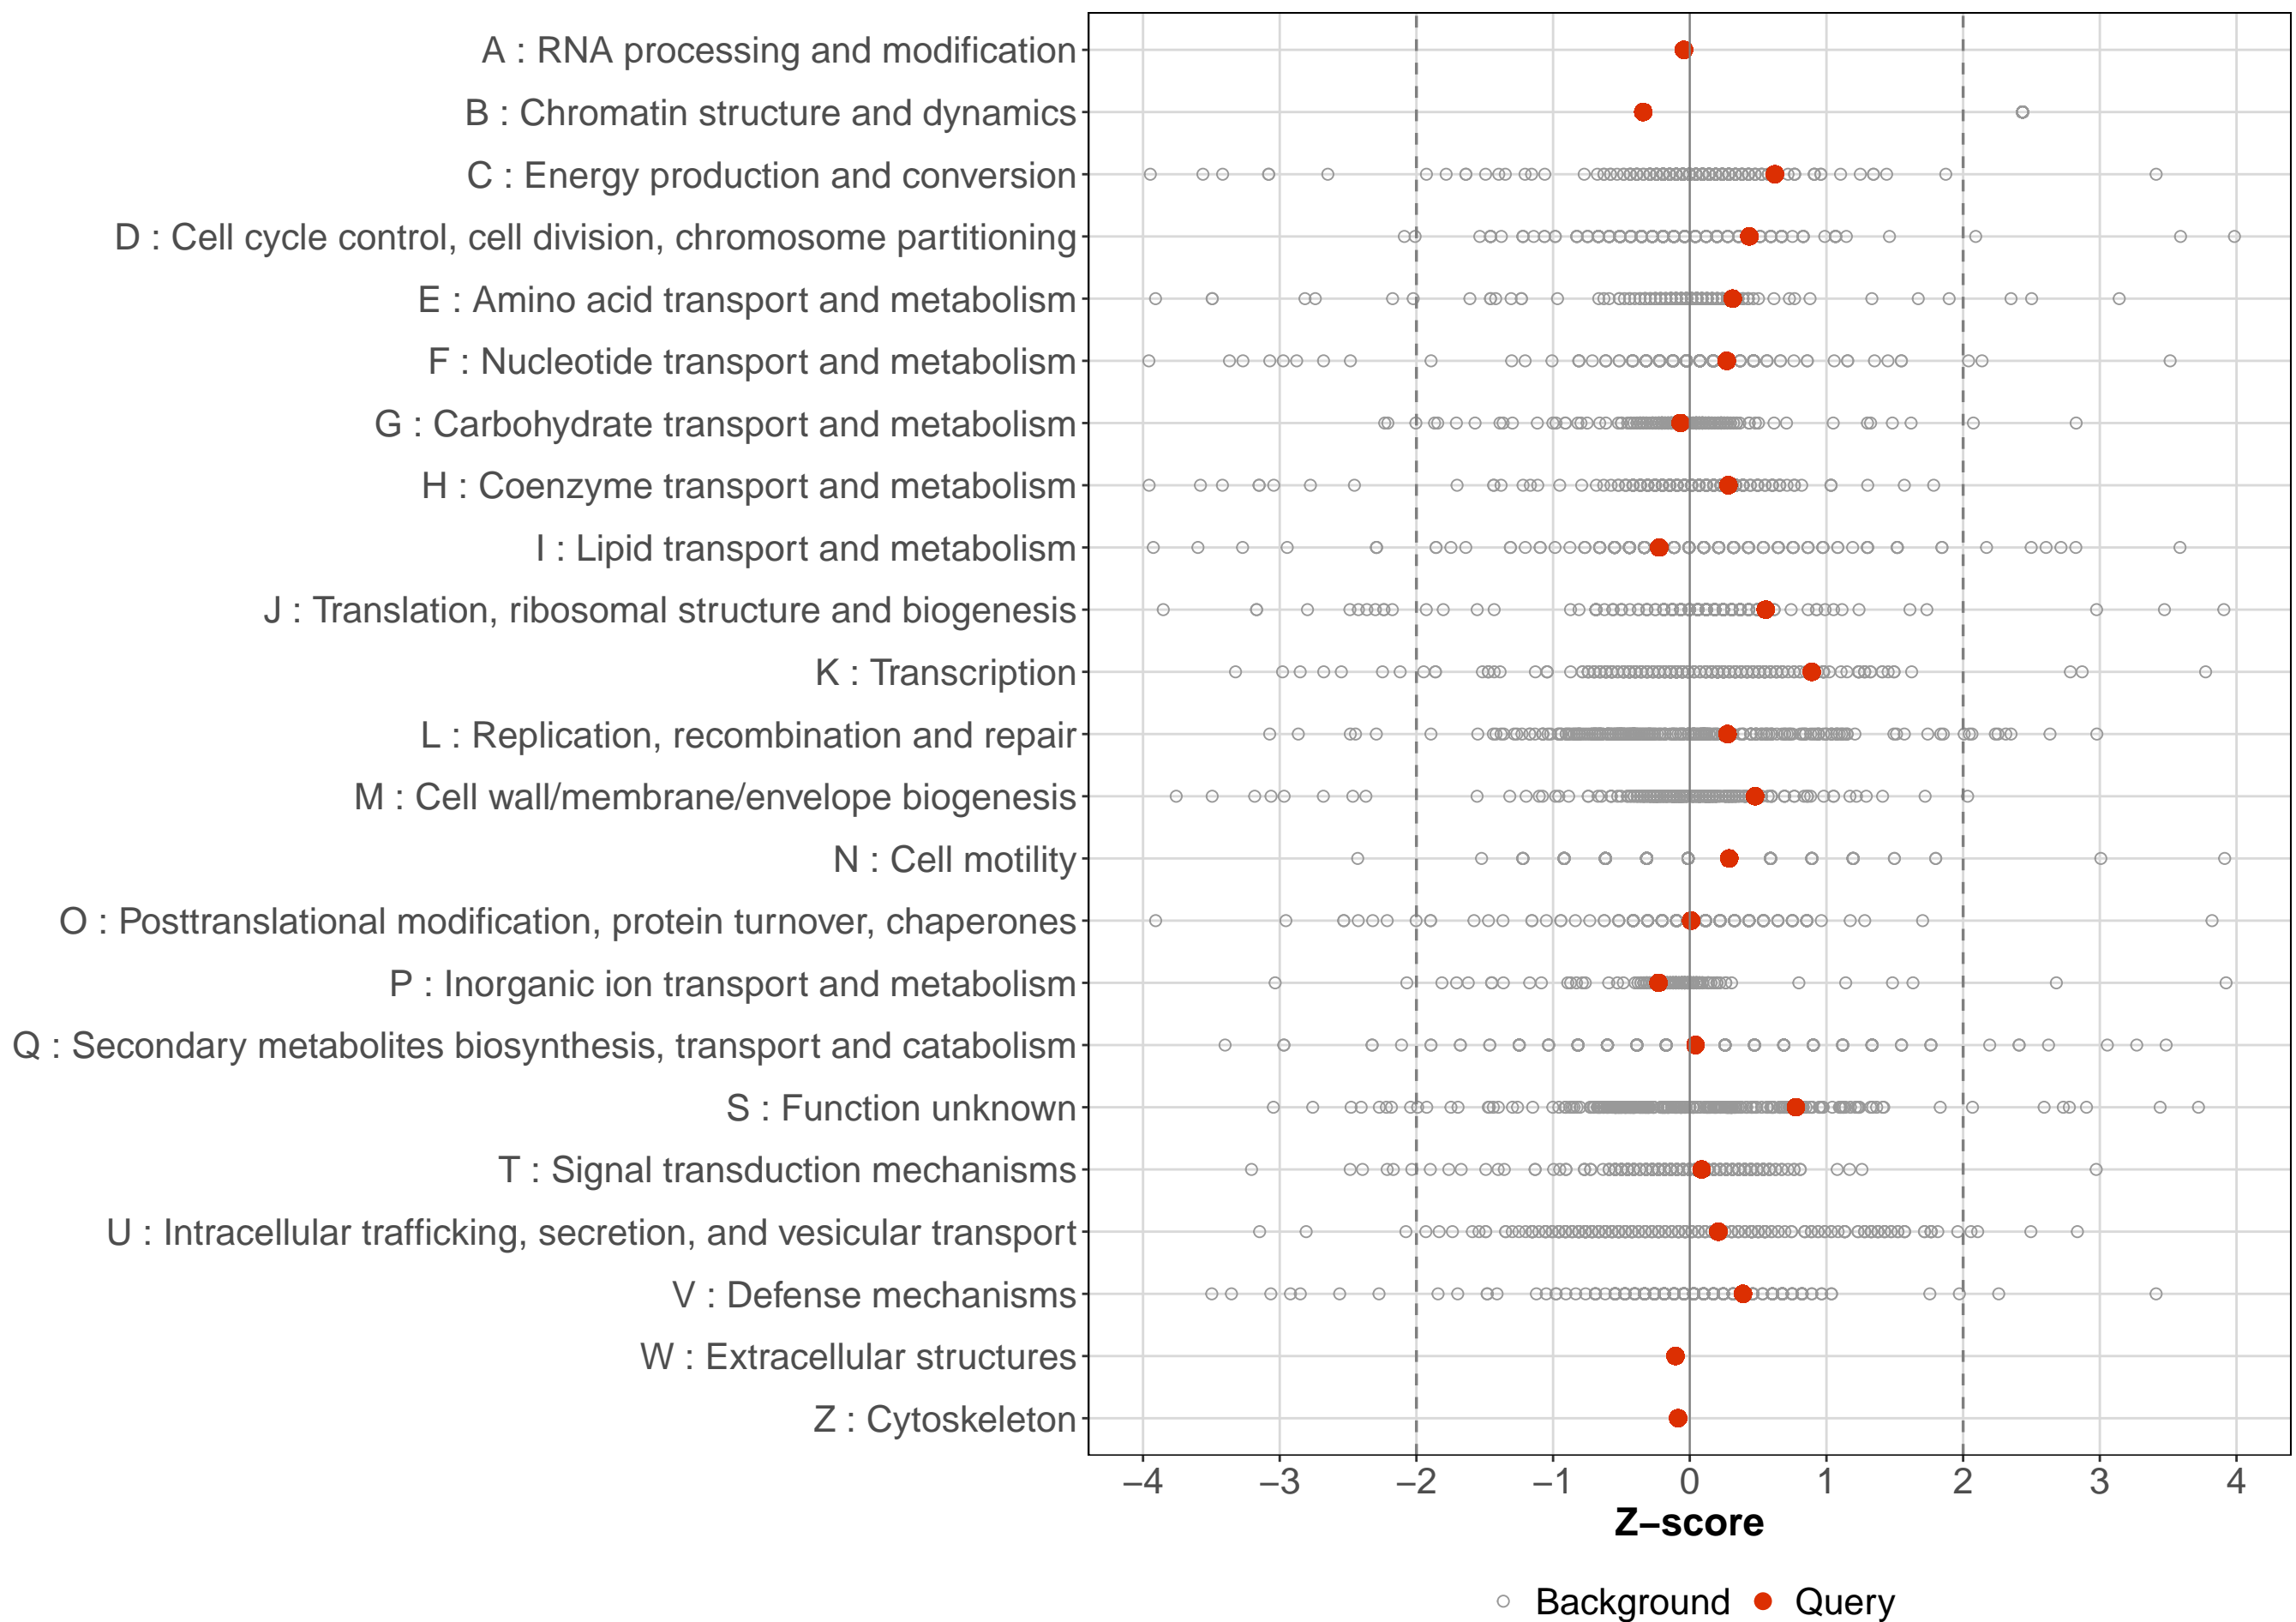 A : RNA processing and modification
B : Chromatin structure and dynamics
C : Energy production and conversion
D : Cell cycle control, cell division, chromosome partitioning
E : Amino acid transport and metabolism
F : Nucleotide transport and metabolism
G : Carbohydrate transport and metabolism
H : Coenzyme transport and metabolism
I : Lipid transport and metabolism
J : Translation, ribosomal structure and biogenesis
K : Transcription
L : Replication, recombination and repair
M : Cell wall/membrane/envelope biogenesis
N : Cell motility
O : Posttranslational modification, protein turnover, chaperones
P : Inorganic ion transport and metabolism
Q : Secondary metabolites biosynthesis, transport and catabolism
S : Function unknown
T : Signal transduction mechanisms
U : Intracellular trafficking, secretion, and vesicular transport
V : Defense mechanisms
W : Extracellular structures
Z : Cytoskeleton
−4 −3 −2 −1 0 1 2 3 4
Z−score
Background Query